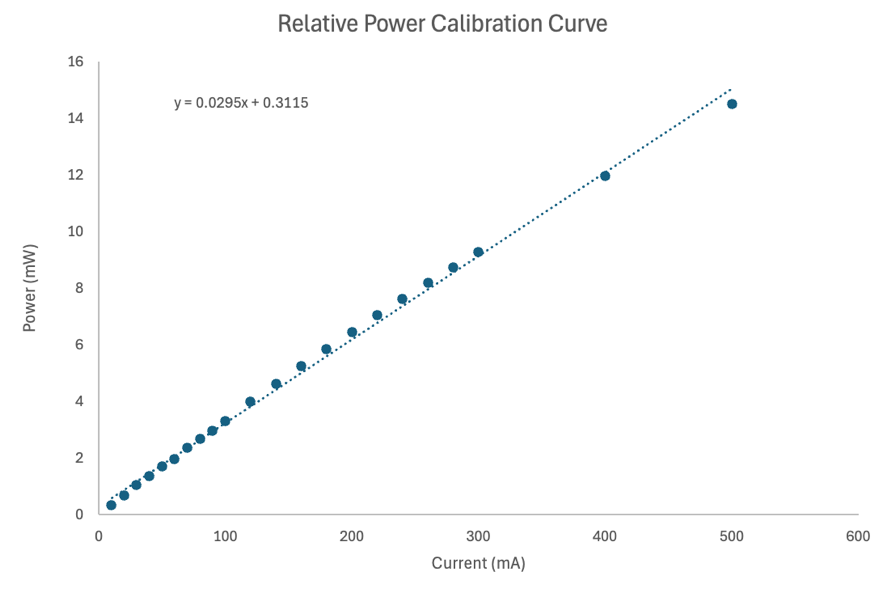 Relative Power Calibration Curve
y = 0.0295x + 0.3115
16
14
12
10
8
6
4
2
0
Power (mW)
0 100 200 300 400 500 600
Current (mA)